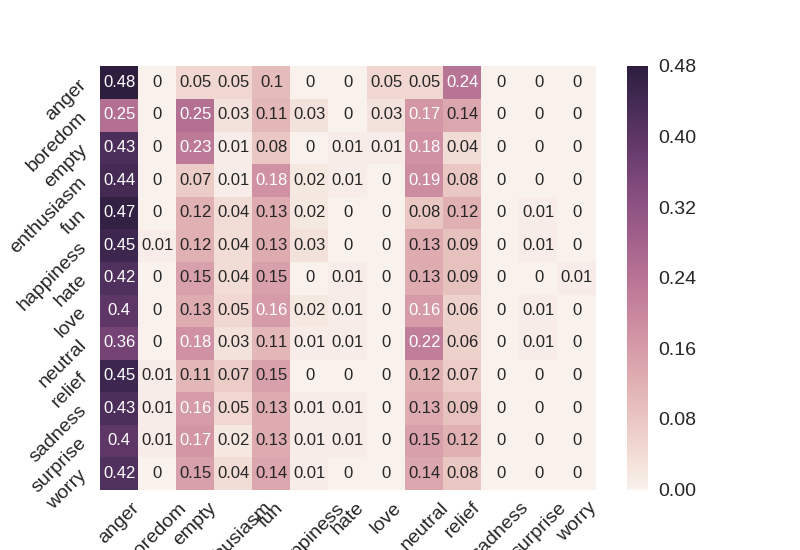 anger 0.48 0 0.05 0.05 0.1 0 0 0.05 0.05 0.24 0 0 0
boredom 0.25 0 0.25 0.03 0.11 0.03 0 0.03 0.17 0.14 0 0 0
empty 0.43 0 0.23 0.01 0.08 0 0.01 0.01 0.18 0.04 0 0 0
enthusiasm 0.44 0 0.07 0.01 0.18 0.02 0.01 0 0.19 0.08 0 0 0
fun 0.47 0 0.12 0.04 0.13 0.02 0 0 0.08 0.12 0 0.01 0
happiness 0.45 0.01 0.12 0.04 0.13 0.03 0 0 0.13 0.09 0 0.01 0
hate 0.42 0 0.15 0.04 0.15 0 0.01 0 0.13 0.09 0 0 0.01
love 0.4 0 0.13 0.05 0.16 0.02 0.01 0 0.16 0.06 0 0.01 0
neutral 0.36 0 0.18 0.03 0.11 0.01 0.01 0 0.22 0.06 0 0.01 0
relief 0.45 0.01 0.11 0.07 0.15 0 0 0 0.12 0.07 0 0 0
sadness 0.43 0.01 0.16 0.05 0.13 0.01 0.01 0 0.13 0.09 0 0 0
surprise 0.4 0.01 0.17 0.02 0.13 0.01 0.01 0 0.15 0.12 0 0 0
worry 0.42 0 0.15 0.04 0.14 0.01 0 0 0.14 0.08 0 0 0
anger oredom empty husiasm fun ppiness hate love neutral relief sadness surprise worry
0.48
0.40
0.32
0.24
0.16
0.08
0.00